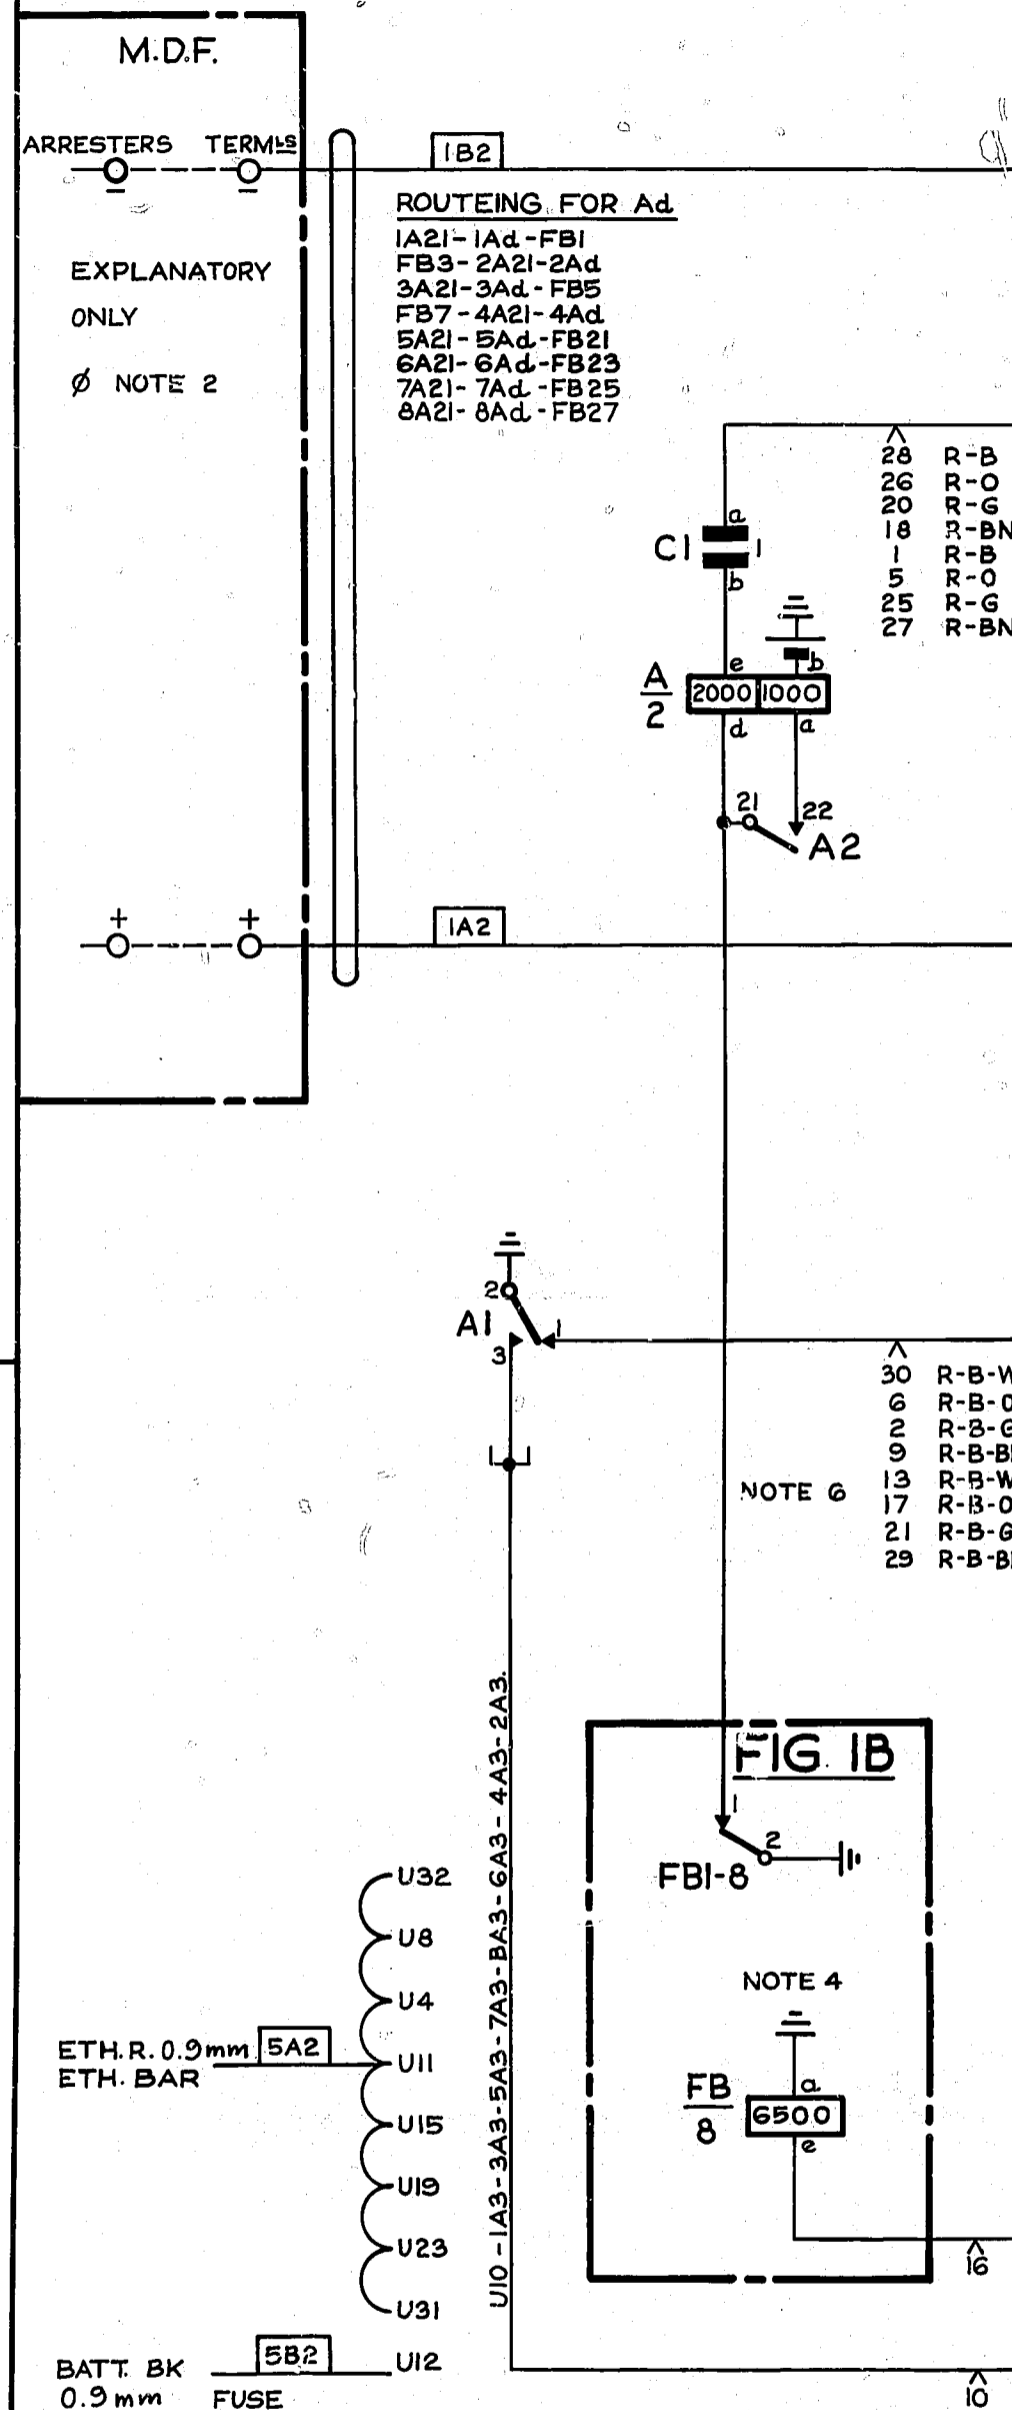 M.D.F.
ARRESTERS TERMLS
1B2
ROUTEING FOR Ad
1A21-1Ad-FB1
FB3-2A21-2Ad
3A21-3Ad-FB5
FB7-4A21-4Ad
5A21-5Ad-FB21
6A21-6Ad-FB23
7A21-7Ad-FB25
8A21-8Ad-FB27
EXPLANATORY
ONLY
Ø NOTE 2
28 R-B
26 R-O
20 R-G
18 R-BN
1 R-B
5 R-O
25 R-G
27 R-BN
a
C1 1
b
e b
A
2
2000 1000
d a
21 22
A2
+ +
1A2
2
A1 1
3
30 R-B-W
6 R-B-O
2 R-B-G
9 R-B-B
13 R-B-W
17 R-B-O
21 R-B-G
29 R-B-B
NOTE 6
U10-1A3-3A3-5A3-7A3-BA3-6A3-4A3-2A3.
FIG. 1B
1
2
FB1-8
NOTE 4
a
FB
8
6500
e
16
U32
U8
U4
ETH.R. 0.9mm 5A2 U11
ETH. BAR
U15
U19
U23
U31
5B2 U12
BATT. BK
0.9mm FUSE
10